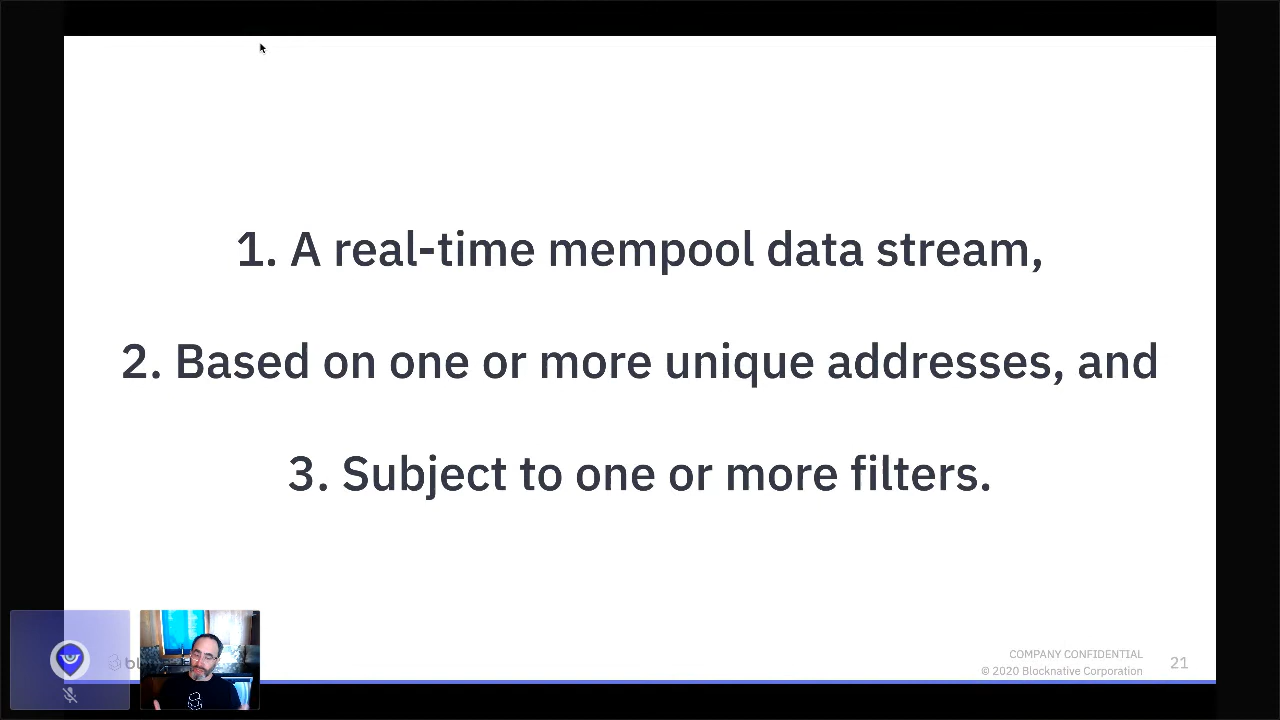 1. A real-time mempool data stream,
2. Based on one or more unique addresses, and
3. Subject to one or more filters.
COMPANY CONFIDENTIAL
© 2020 Blocknative Corporation
21